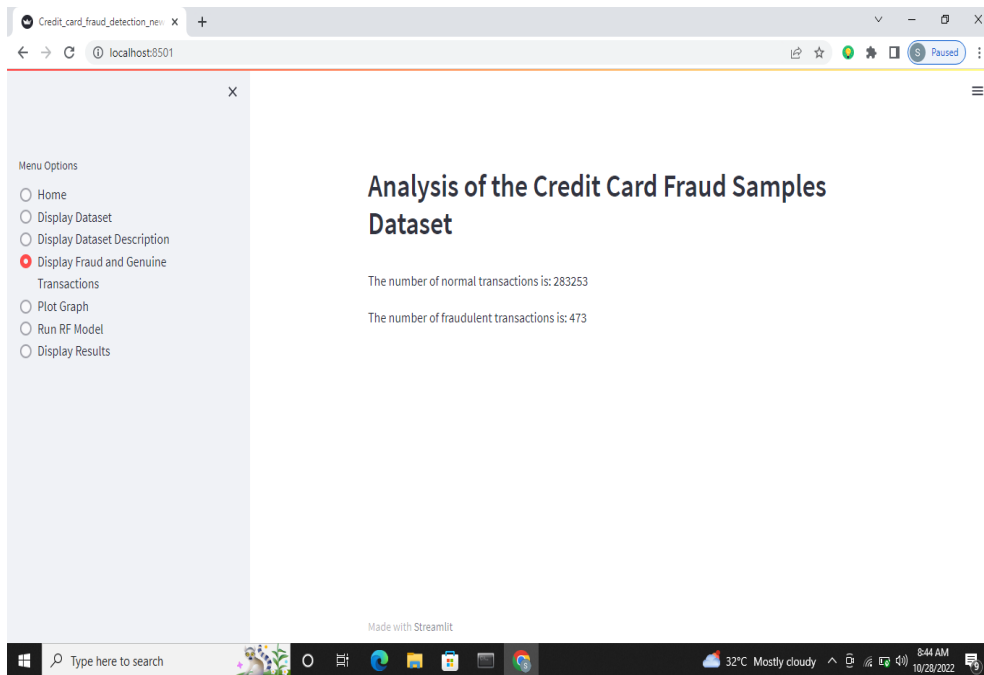 Credit_card_fraud_detection_new
localhost:8501
S Paused
Menu Options
Home
Display Dataset
Display Dataset Description
Display Fraud and Genuine
Transactions
Plot Graph
Run RF Model
Display Results
Analysis of the Credit Card Fraud Samples
Dataset
The number of normal transactions is: 283253
The number of fraudulent transactions is: 473
Made with Streamlit
Type here to search
32°C Mostly cloudy
8:44 AM
10/28/2022
9